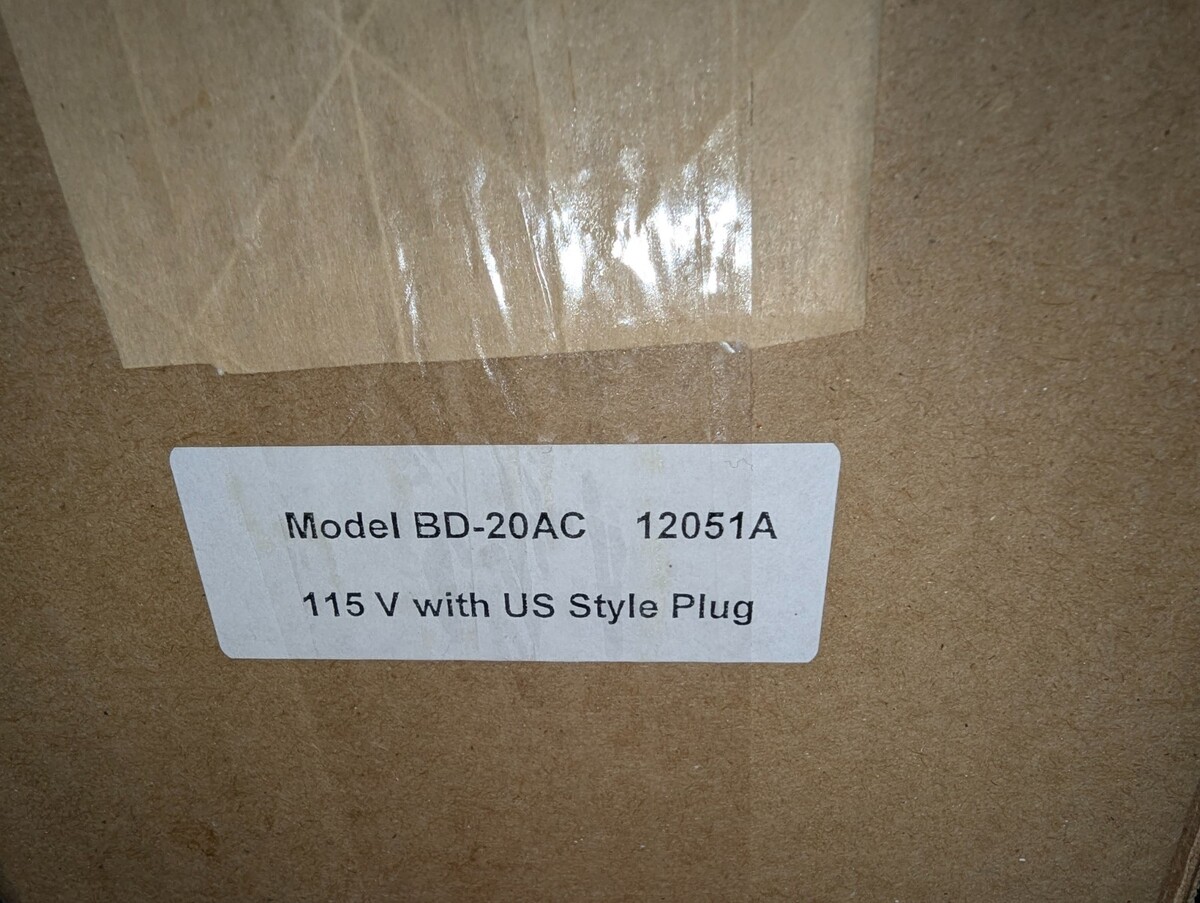 Model BD-20AC 12051A
115 V with US Style Plug